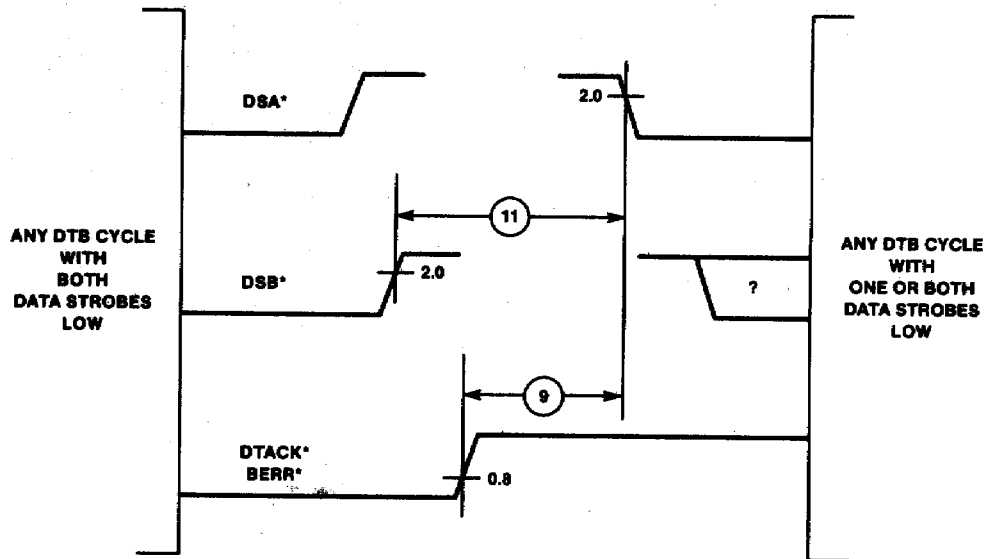 DSA*
2.0
11
ANY DTB CYCLE
WITH
BOTH
DATA STROBES
LOW
DSB*
2.0
?
ANY DTB CYCLE
WITH
ONE OR BOTH
DATA STROBES
LOW
9
DTACK*
BERR*
0.8